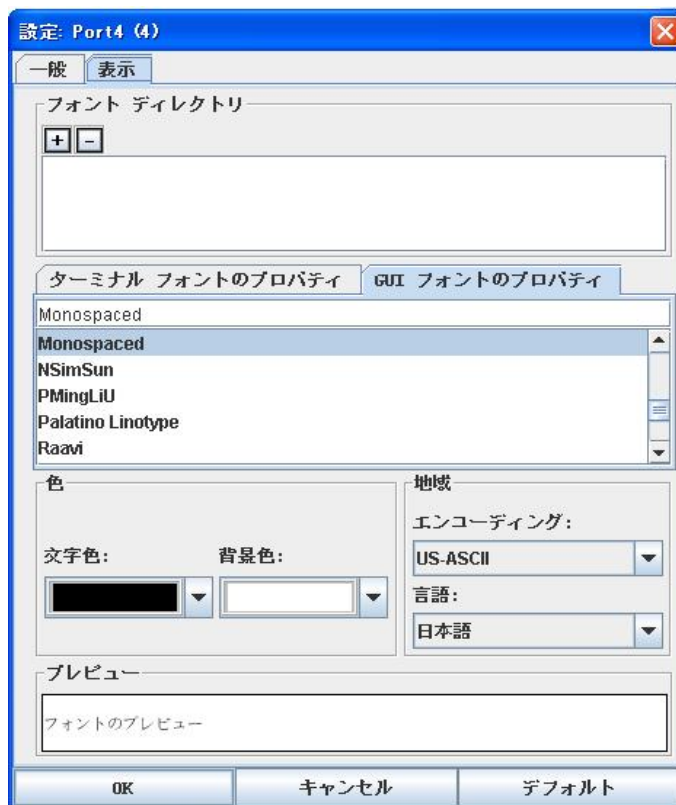 設定: Port4 (4)
一般 表示
フォント ディレクトリ
+ -
ターミナル フォントのプロパティ GUI フォントのプロパティ
Monospaced
Monospaced
NSimSun
PMingLiU
Palatino Linotype
Raavi
色 地域
エンコーディング:
文字色: 背景色: US-ASCII
言語:
日本語
プレビュー
フォントのプレビュー
OK キャンセル デフォルト